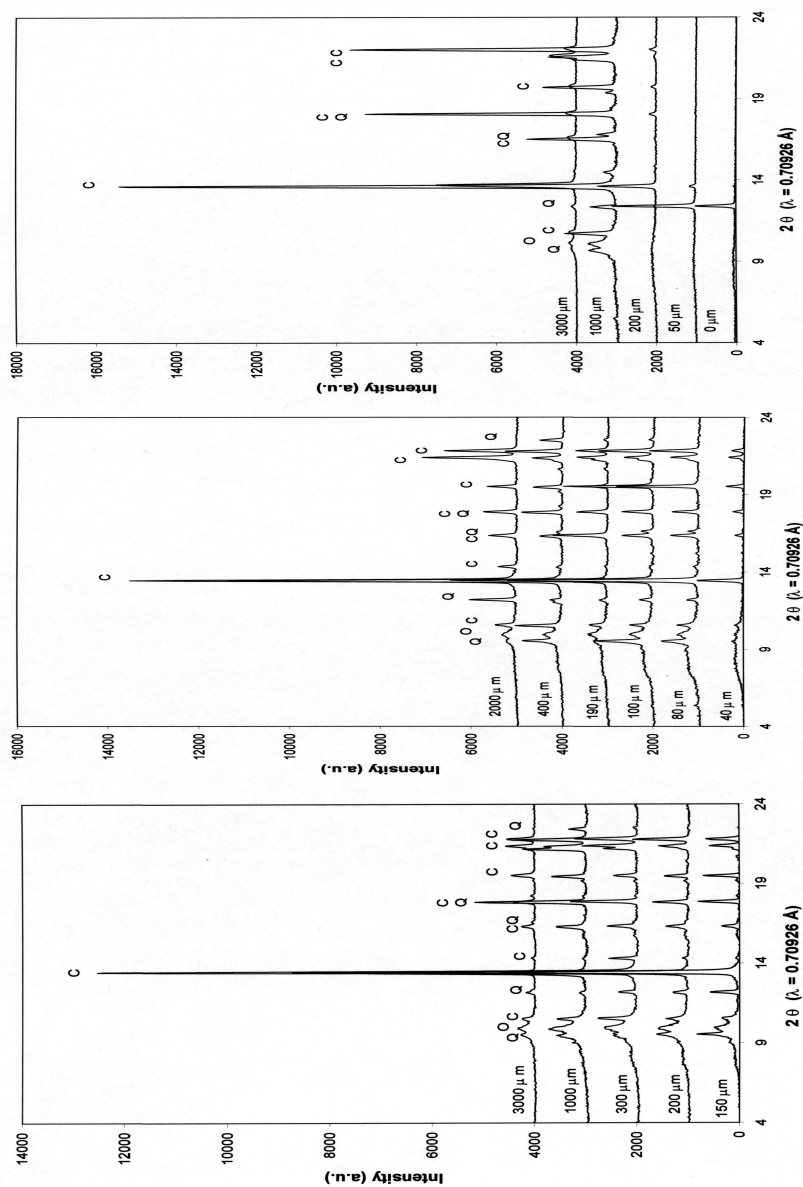 Intensity (a.u.)
14000
12000
10000
8000
6000
4000
2000
0
C
Q O C
Q
C
CQ
C Q
C
C C
Q
3000 μm
1000 μm
300 μm
200 μm
150 μm
4
9
14
19
24
2θ (λ = 0.70926 Å)
Intensity (a.u.)
16000
14000
12000
10000
8000
6000
4000
2000
0
C
Q O C
Q
C
CQ
C Q
C
C
C
Q
2000 μm
400 μm
190 μm
100 μm
80 μm
40 μm
4
9
14
19
24
2θ (λ = 0.70926 Å)
Intensity (a.u.)
18000
16000
14000
12000
10000
8000
6000
4000
2000
0
C
Q O C
Q
CQ
C Q
C
C C
3000 μm
1000 μm
200 μm
50 μm
0 μm
4
9
14
19
24
2θ (λ = 0.70926 Å)